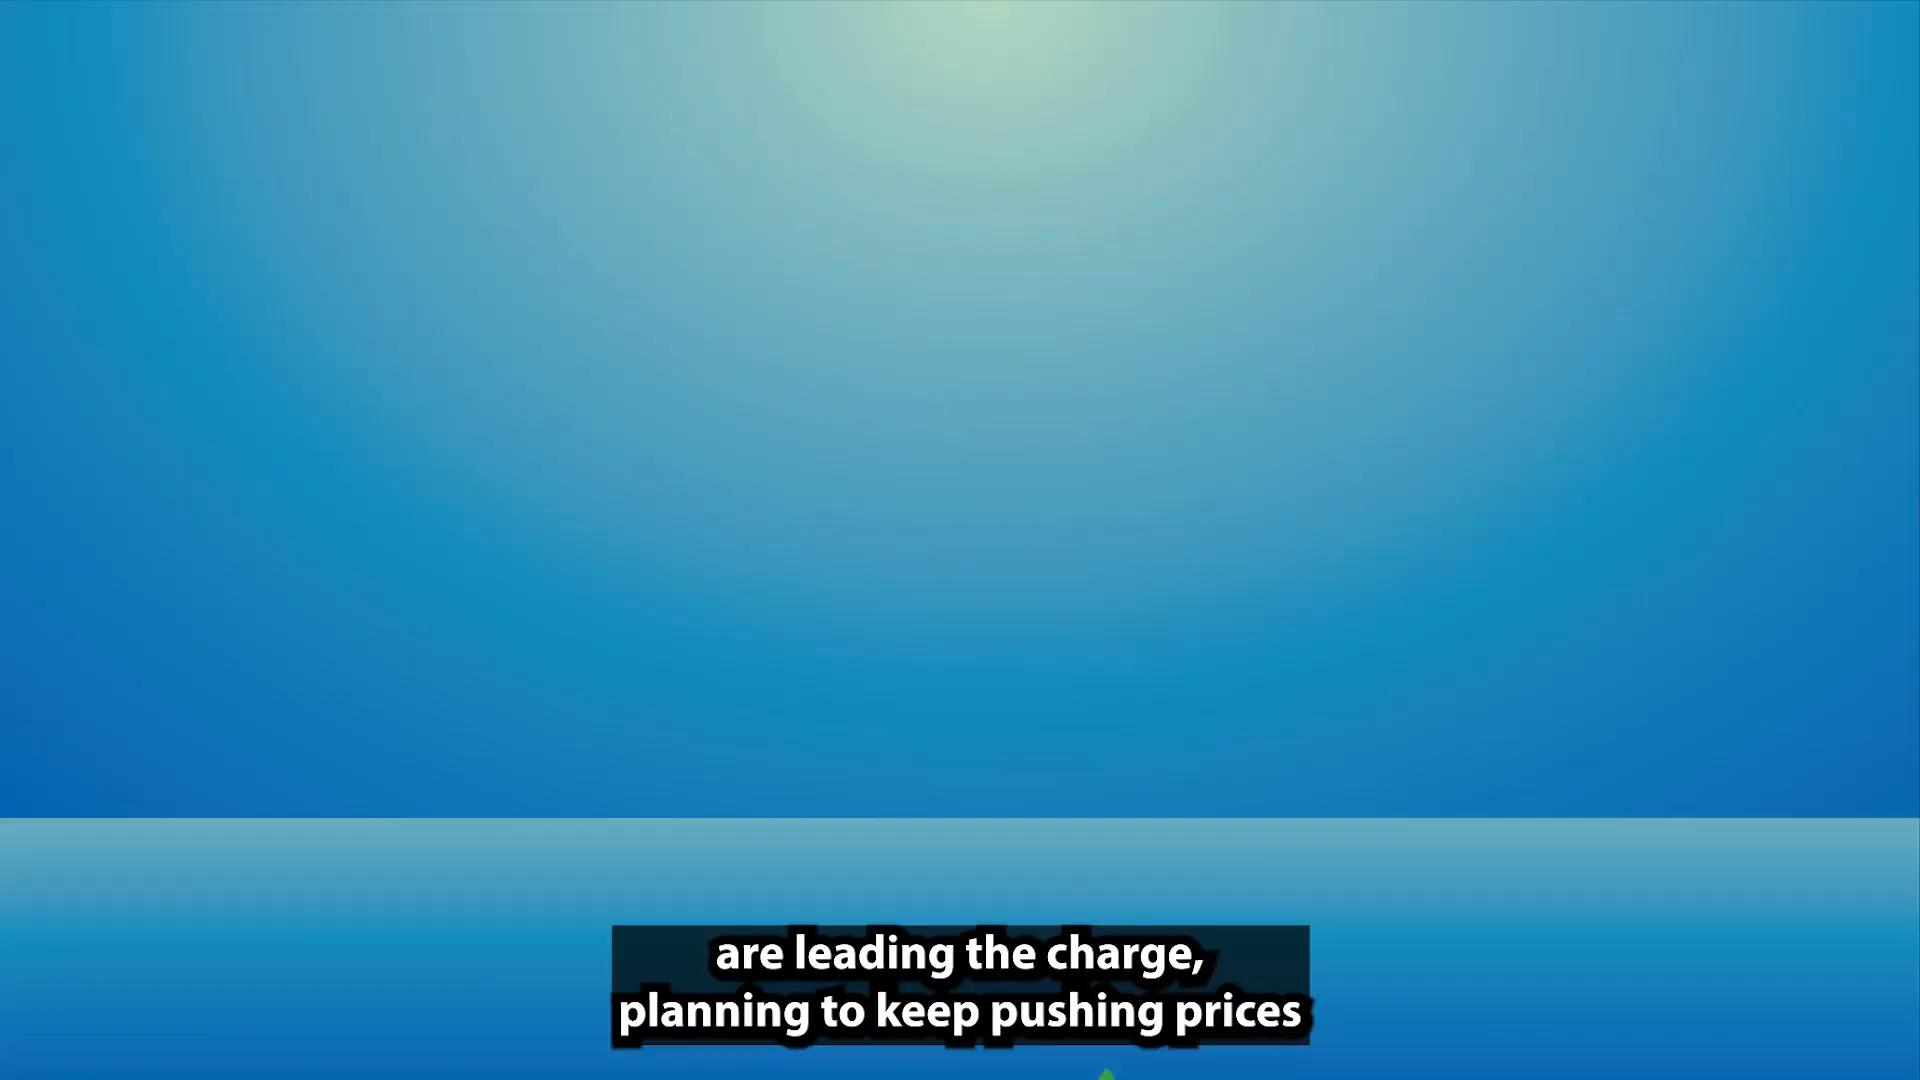 are leading the charge,
planning to keep pushing prices